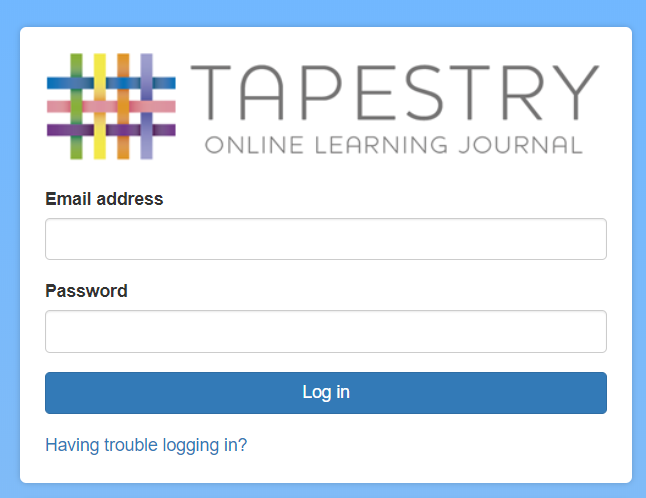 TAPESTRY
ONLINE LEARNING JOURNAL
Email address
Password
Log in
Having trouble logging in?